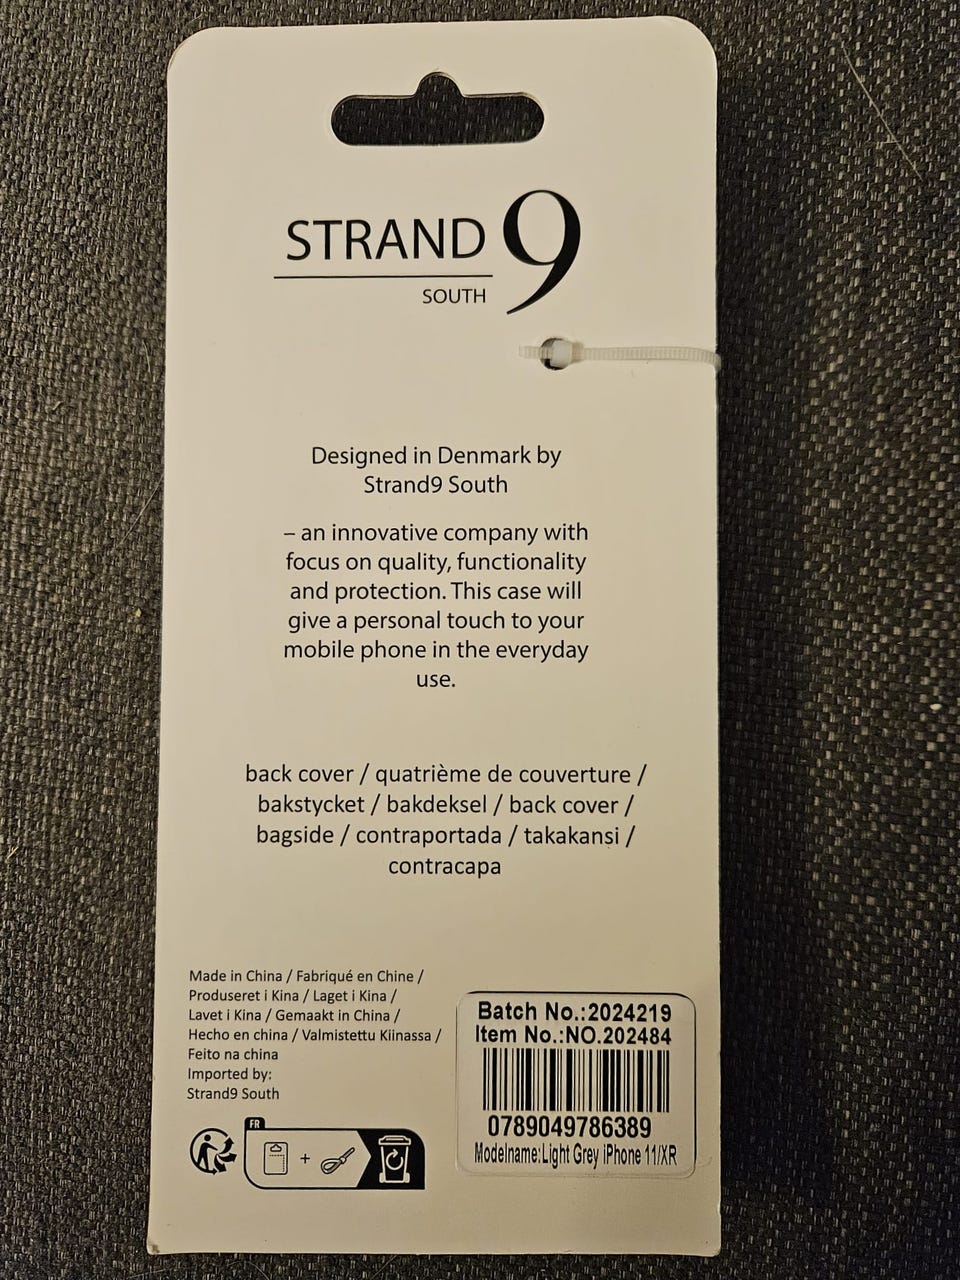 STRAND 9
SOUTH
Designed in Denmark by
Strand9 South
– an innovative company with
focus on quality, functionality
and protection. This case will
give a personal touch to your
mobile phone in the everyday
use.
back cover / quatrième de couverture /
bakstycket / bakdeksel / back cover /
bagside / contraportada / takakansi /
contracapa
Made in China / Fabriqué en Chine /
Produseret i Kina / Laget i Kina /
Lavet i Kina / Gemaakt in China /
Hecho en china / Valmistettu Kiinassa /
Feito na china
Imported by:
Strand9 South
FR
+
Batch No.:2024219
Item No.:NO.202484
0789049786389
Modelname:Light Grey iPhone 11/XR